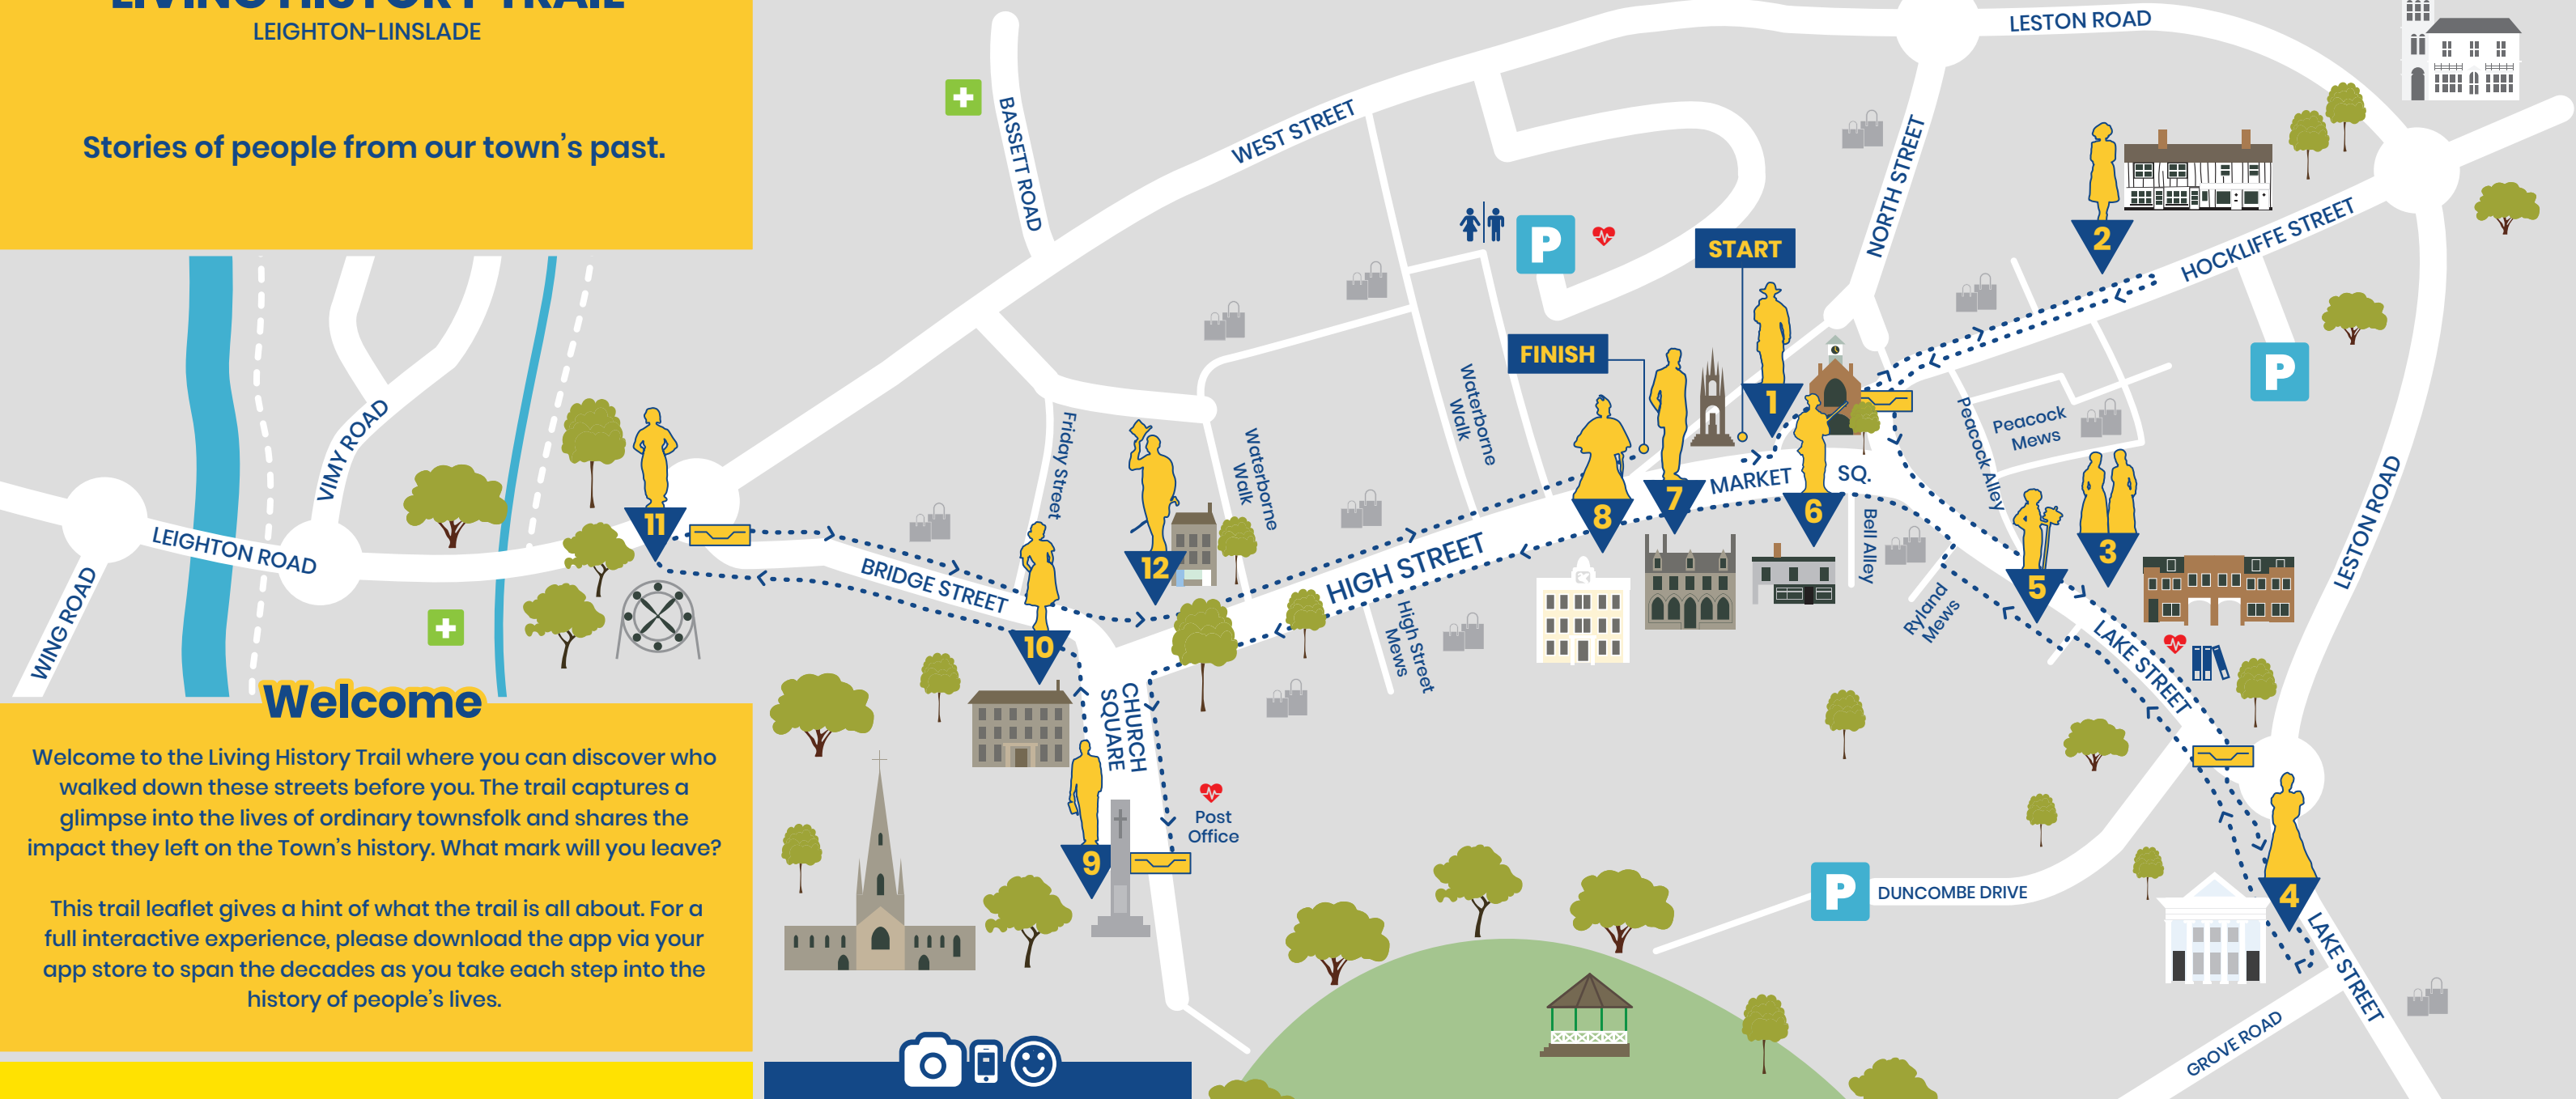 LIVING HISTORY TRAIL
LEIGHTON-LINSLADE
Stories of people from our town's past.
BASSETT ROAD
WEST STREET
LESTON ROAD
NORTH STREET
HOCKLIFFE STREET
2
P
START
FINISH
1
P
Waterborne
Walk
Peacock Alley
Peacock
Mews
VIMY ROAD
LEIGHTON ROAD
WING ROAD
11
Friday Street
12
Waterborne
Walk
8
7
MARKET
SQ.
6
Bell Alley
Ryland
Mews
3
5
LESTON ROAD
BRIDGE STREET
HIGH STREET
High Street
Mews
10
LAKE STREET
CHURCH
SQUARE
9
Post
Office
P
DUNCOMBE DRIVE
4
LAKE STREET
GROVE ROAD
Welcome
Welcome to the Living History Trail where you can discover who
walked down these streets before you. The trail captures a
glimpse into the lives of ordinary townsfolk and shares the
impact they left on the Town's history. What mark will you leave?
This trail leaflet gives a hint of what the trail is all about. For a
full interactive experience, please download the app via your
app store to span the decades as you take each step into the
history of people's lives.